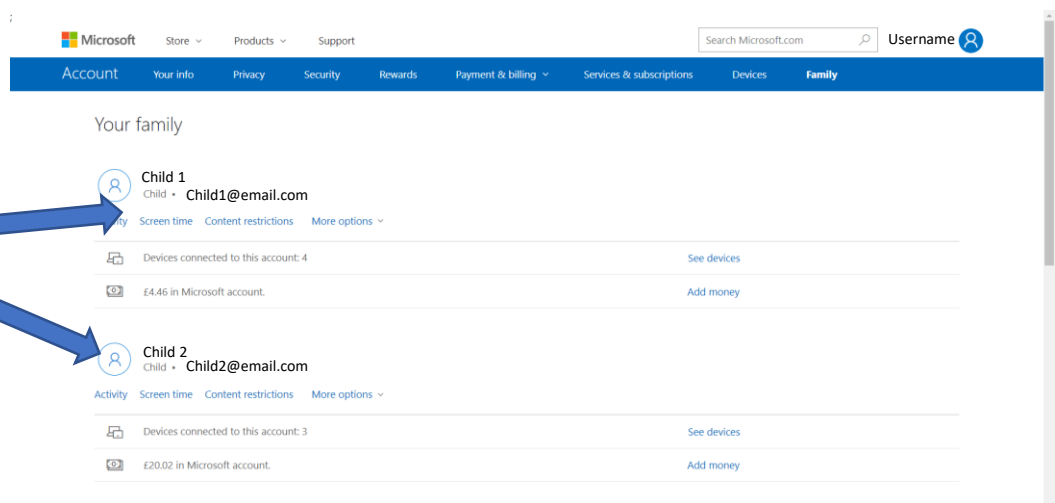 ;
Microsoft Store Products Support Search Microsoft.com Username
Account Your info Privacy Security Rewards Payment & billing Services & subscriptions Devices Family
Your family
Child 1
Child • Child1@email.com
Screen time Content restrictions More options
Devices connected to this account: 4 See devices
£4.46 in Microsoft account. Add money
Child 2
Child • Child2@email.com
Activity Screen time Content restrictions More options
Devices connected to this account: 3 See devices
£20.02 in Microsoft account. Add money